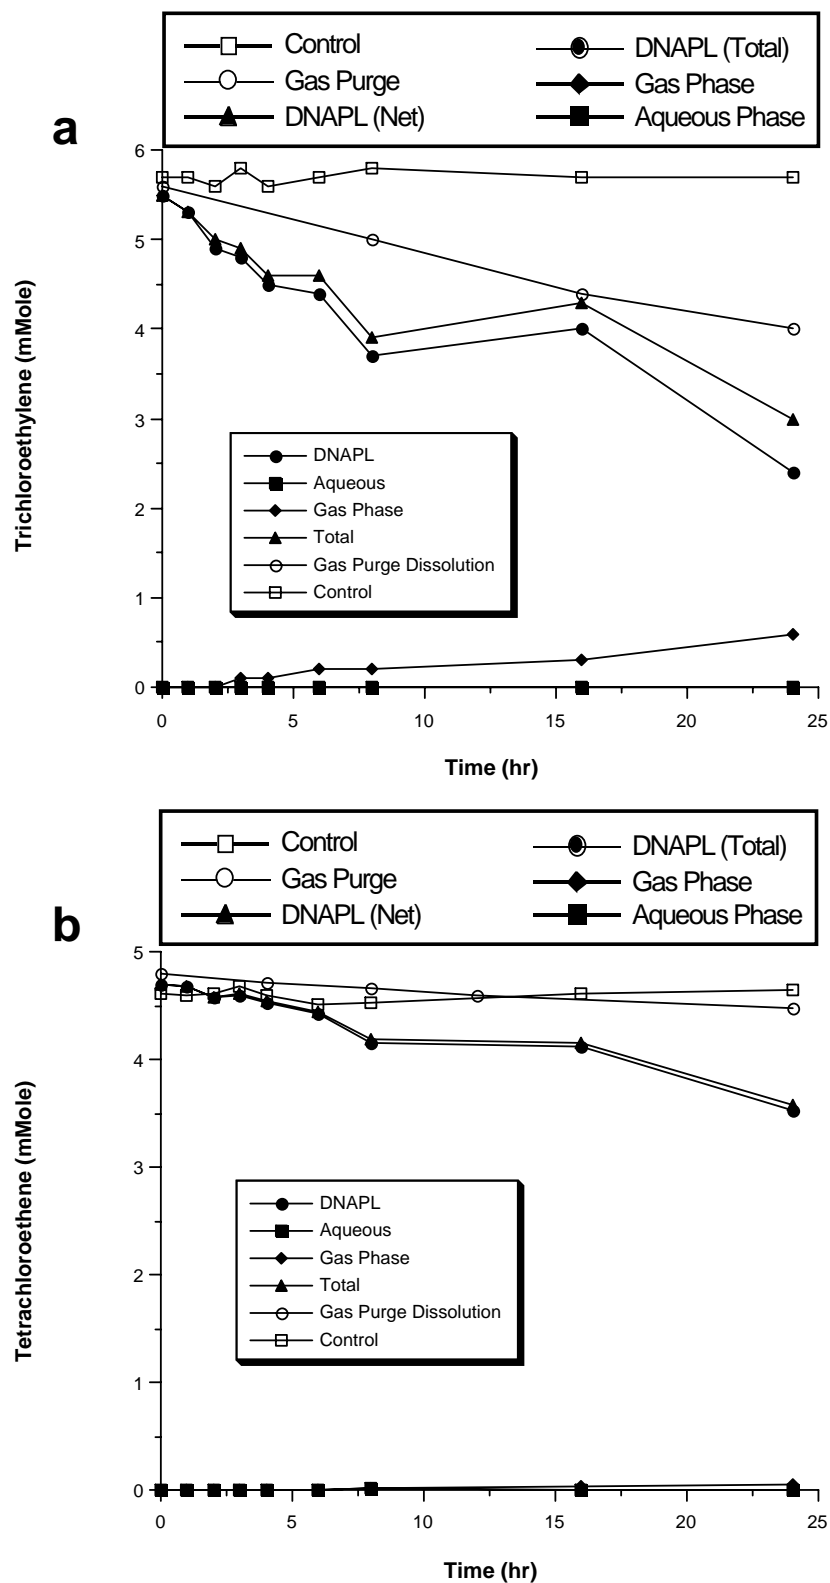 Control
DNAPL (Total)
Gas Purge
Gas Phase
DNAPL (Net)
Aqueous Phase
a
6
5
4
3
2
1
0
Trichloroethylene (mMole)
DNAPL
Aqueous
Gas Phase
Total
Gas Purge Dissolution
Control
0 5 10 15 20 25
Time (hr)
Control
DNAPL (Total)
Gas Purge
Gas Phase
DNAPL (Net)
Aqueous Phase
b
5
4
3
2
1
0
Tetrachloroethene (mMole)
DNAPL
Aqueous
Gas Phase
Total
Gas Purge Dissolution
Control
0 5 10 15 20 25
Time (hr)